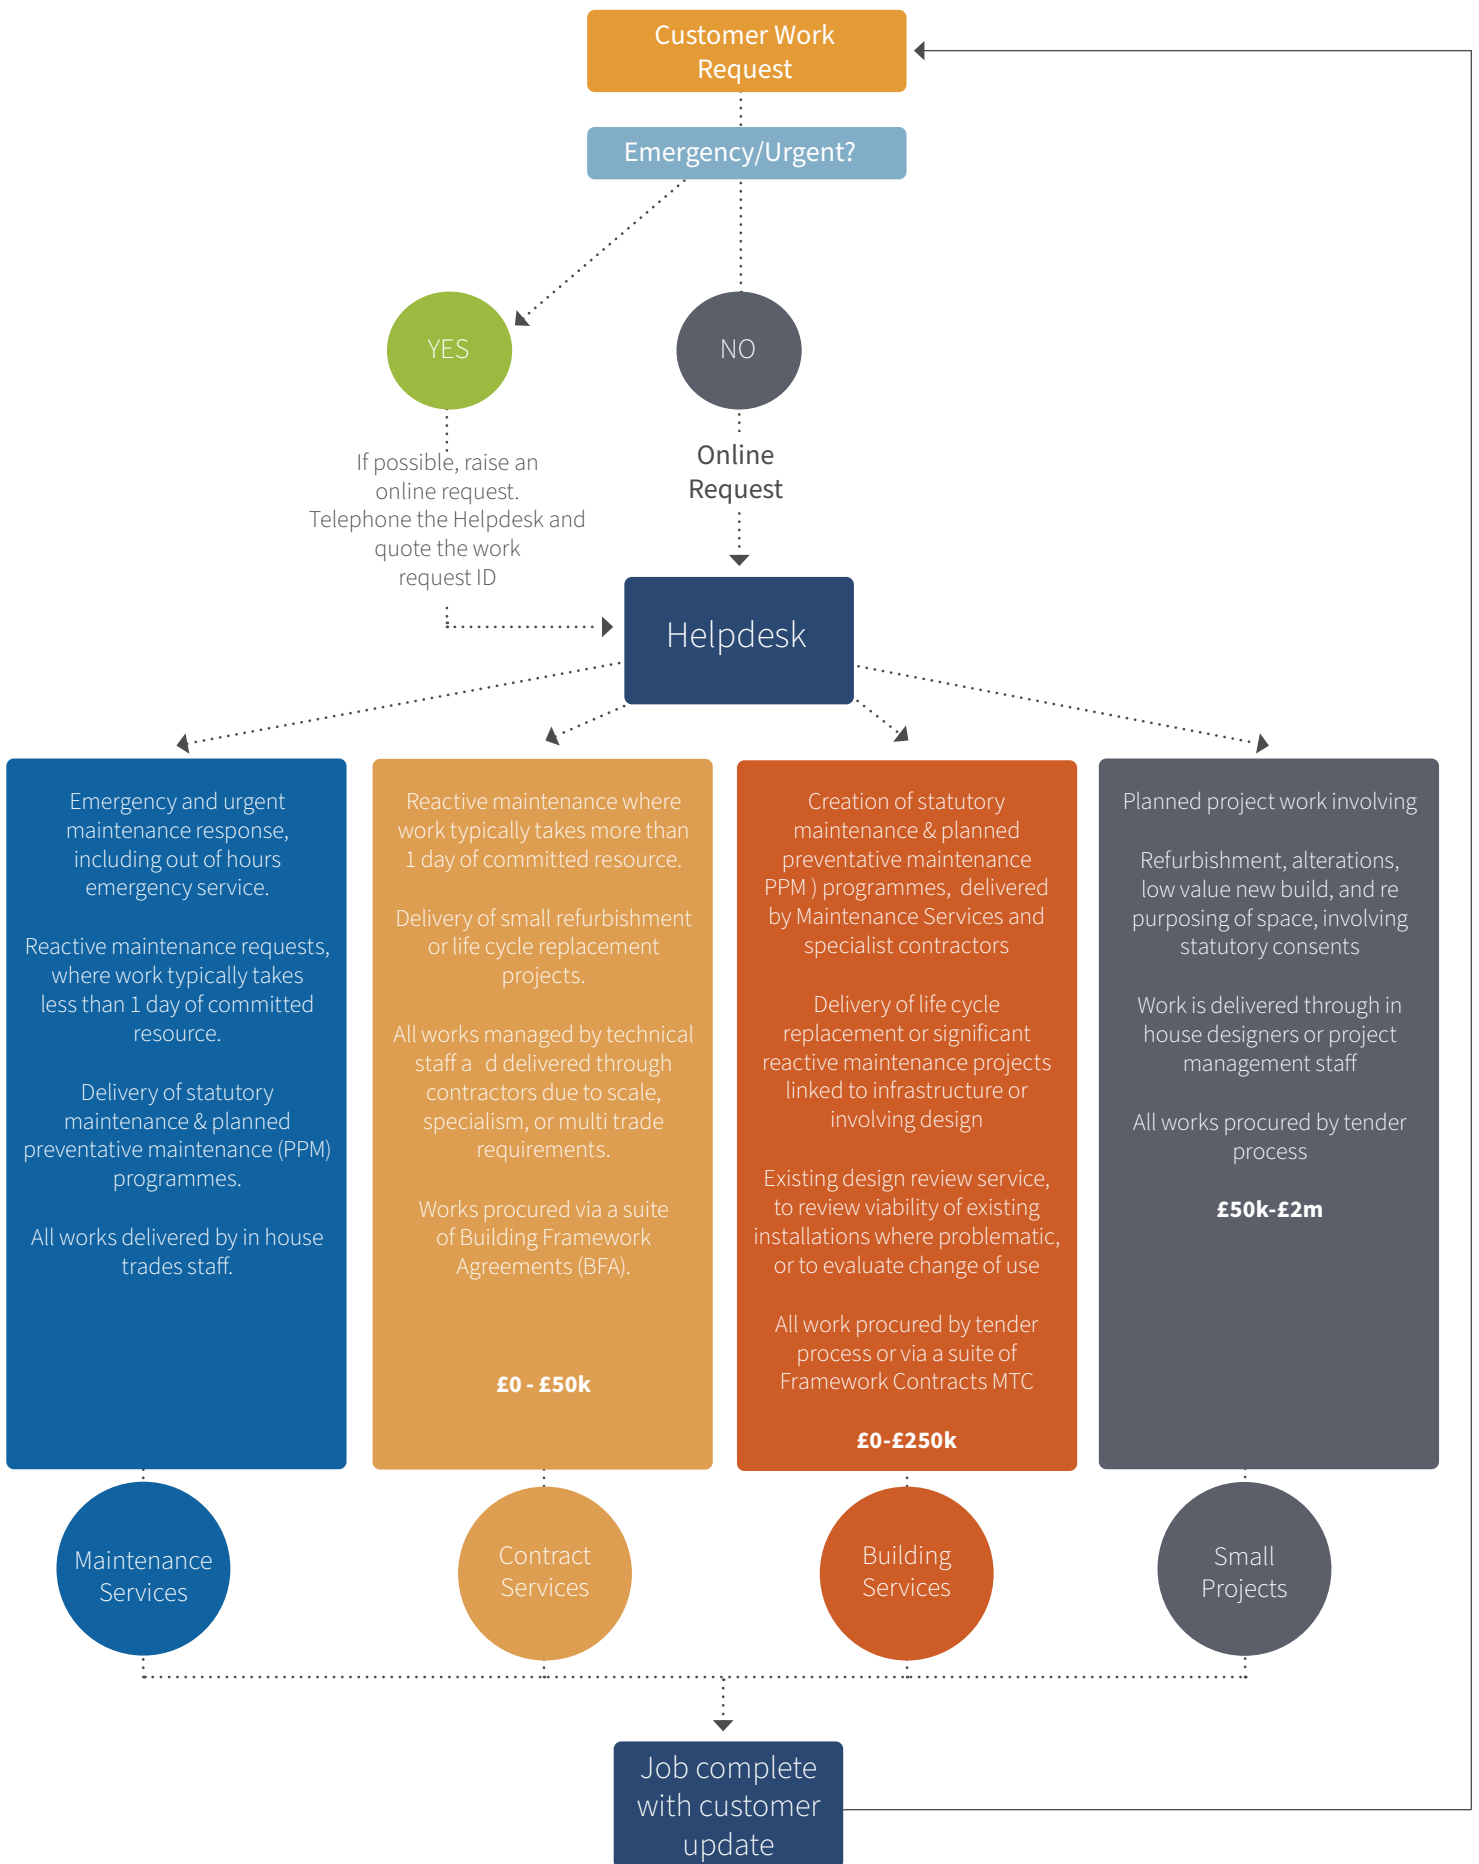 Customer Work
Request
Emergency/Urgent?
YES
NO
If possible, raise an
online request.
Telephone the Helpdesk and
quote the work
request ID
Online
Request
Helpdesk
Emergency and urgent
maintenance response,
including out of hours
emergency service.
Reactive maintenance requests,
where work typically takes
less than 1 day of committed
resource.
Delivery of statutory
maintenance & planned
preventative maintenance (PPM)
programmes.
All works delivered by in house
trades staff.
Reactive maintenance where
work typically takes more than
1 day of committed resource.
Delivery of small refurbishment
or life cycle replacement
projects.
All works managed by technical
staff a d delivered through
contractors due to scale,
specialism, or multi trade
requirements.
Works procured via a suite
of Building Framework
Agreements (BFA).
£0 - £50k
Creation of statutory
maintenance & planned
preventative maintenance
PPM ) programmes, delivered
by Maintenance Services and
specialist contractors
Delivery of life cycle
replacement or significant
reactive maintenance projects
linked to infrastructure or
involving design
Existing design review service,
to review viability of existing
installations where problematic,
or to evaluate change of use
All work procured by tender
process or via a suite of
Framework Contracts MTC
£0-£250k
Planned project work involving
Refurbishment, alterations,
low value new build, and re
purposing of space, involving
statutory consents
Work is delivered through in
house designers or project
management staff
All works procured by tender
process
£50k-£2m
Maintenance
Services
Contract
Services
Building
Services
Small
Projects
Job complete
with customer
update